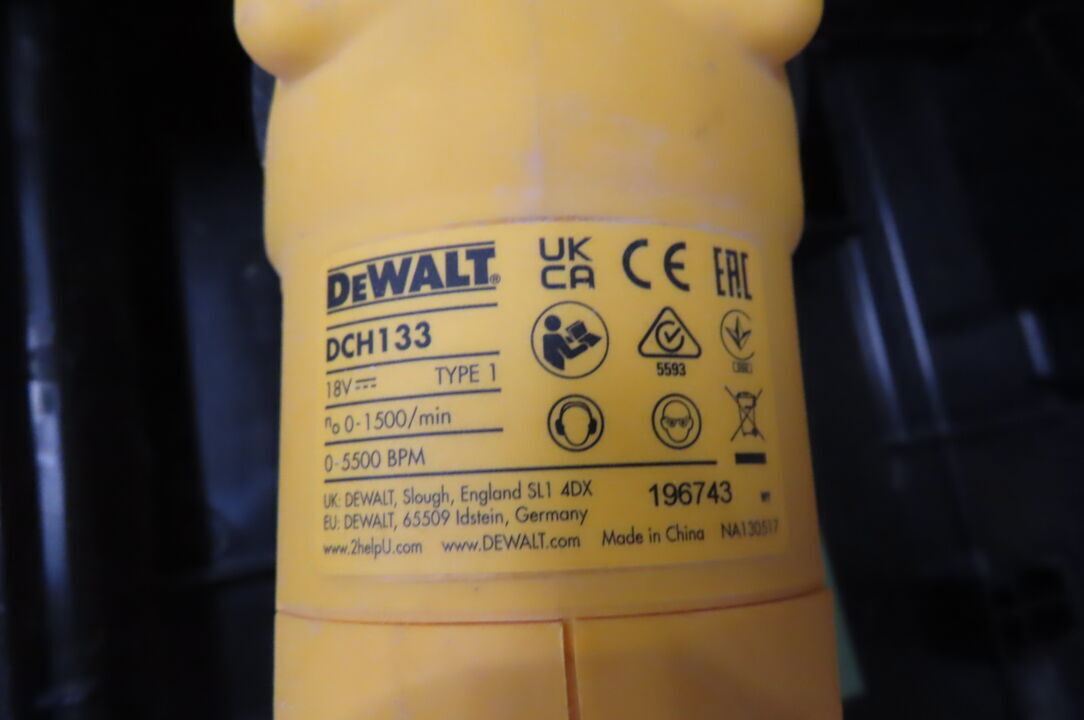 DEWALT®
UK CA CE EAC
DCH133
18V TYPE 1
5593
n₀ 0-1500/min
0-5500 BPM
UK: DEWALT, Slough, England SL1 4DX
196743
EU: DEWALT, 65509 Idstein, Germany
www.2helpU.com www.DEWALT.com Made in China NA130517